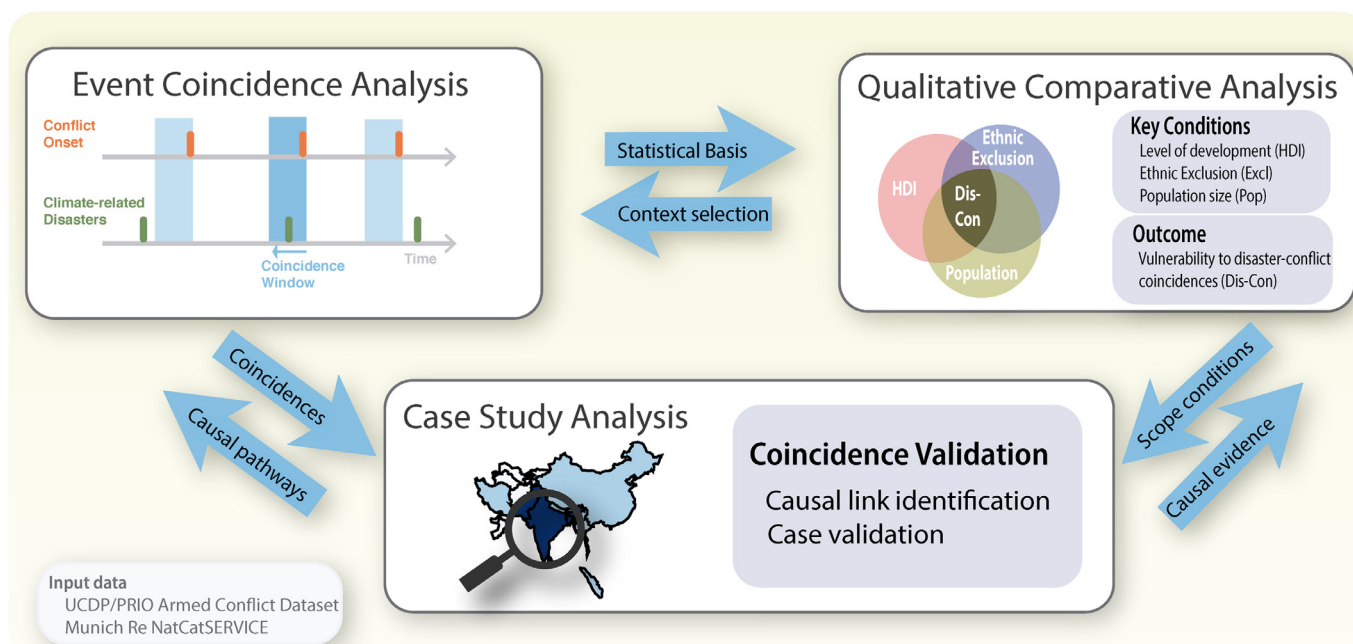 Event Coincidence Analysis
Conflict
Onset
Climate-related
Disasters
Coincidence
Window
Time
Statistical Basis
Context selection
Qualitative Comparative Analysis
Ethnic
Exclusion
HDI
Dis-
Con
Population
Key Conditions
Level of development (HDI)
Ethnic Exclusion (Excl)
Population size (Pop)
Outcome
Vulnerability to disaster-conflict
coincidences (Dis-Con)
Coincidences
Causal pathways
Scope conditions
Causal evidence
Case Study Analysis
Coincidence Validation
Causal link identification
Case validation
Input data
UCDP/PRIO Armed Conflict Dataset
Munich Re NatCatSERVICE